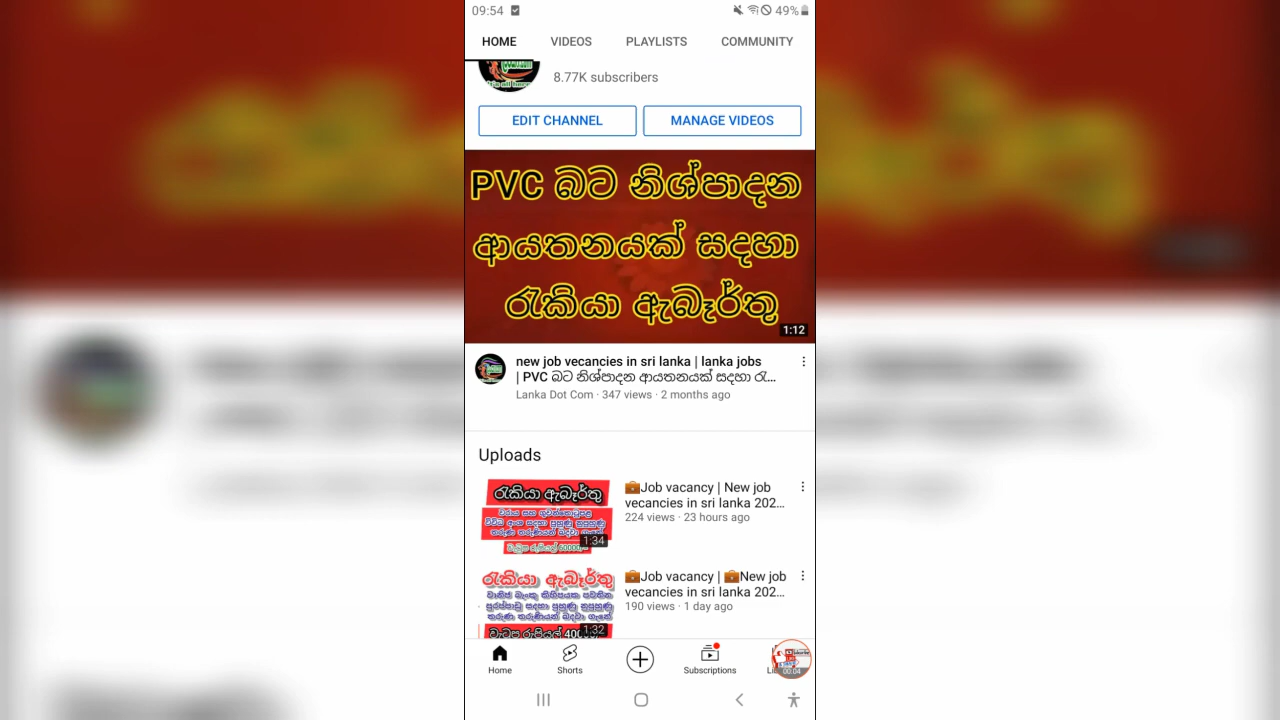 09:54
49%
HOME VIDEOS PLAYLISTS COMMUNITY
8.77K subscribers
EDIT CHANNEL MANAGE VIDEOS
PVC බට නිශ්පාදන
ආයතනයක් සදහා
රැකියා ඇබෑර්තු
1:12
new job vecancies in sri lanka | lanka jobs
| PVC බට නිශ්පාදන ආයතනයක් සදහා රැ...
Lanka Dot Com · 347 views · 2 months ago
Uploads
රැකියා ඇබෑර්තු
1:34
💼Job vacancy | New job
vecancies in sri lanka 202...
224 views · 23 hours ago
රැකියා ඇබෑර්තු
1:32
💼Job vacancy | 💼New job
vecancies in sri lanka 202...
190 views · 1 day ago
Home Shorts Subscriptions
00:04